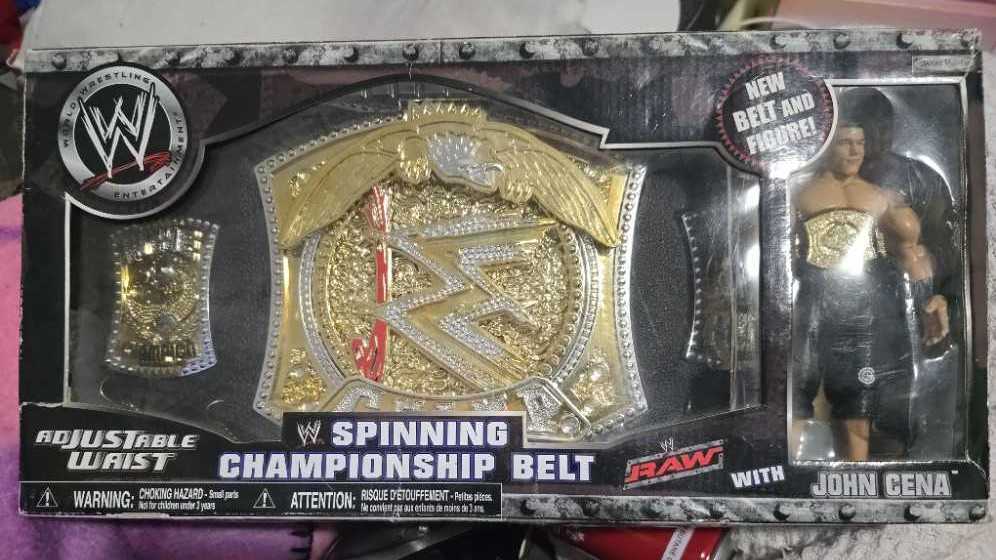 WORLD WRESTLING
ENTERTAINMENT
W
NEW
BELT AND
FIGURE!
CHAMP
ADJUSTABLE
WAIST
W SPINNING
CHAMPIONSHIP BELT
W
RAW
WITH
JOHN CENA™
WARNING: CHOKING HAZARD - Small parts
Not for children under 3 years
ATTENTION: RISQUE D'ÉTOUFFEMENT - Petites pièces.
Ne convient pas aux enfants de moins de 3 ans.